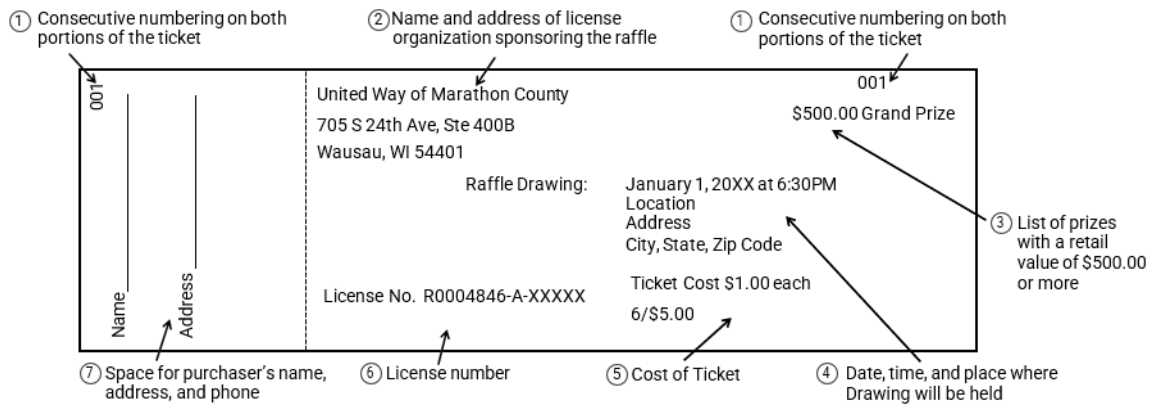 ① Consecutive numbering on both
portions of the ticket
② Name and address of license
organization sponsoring the raffle
① Consecutive numbering on both
portions of the ticket
001
Name
Address
United Way of Marathon County
705 S 24th Ave, Ste 400B
Wausau, WI 54401
001
$500.00 Grand Prize
Raffle Drawing:
January 1, 20XX at 6:30PM
Location
Address
City, State, Zip Code
License No. R0004846-A-XXXXX
Ticket Cost $1.00 each
6/$5.00
③ List of prizes
with a retail
value of $500.00
or more
⑦ Space for purchaser's name,
address, and phone
⑥ License number
⑤ Cost of Ticket
④ Date, time, and place where
Drawing will be held